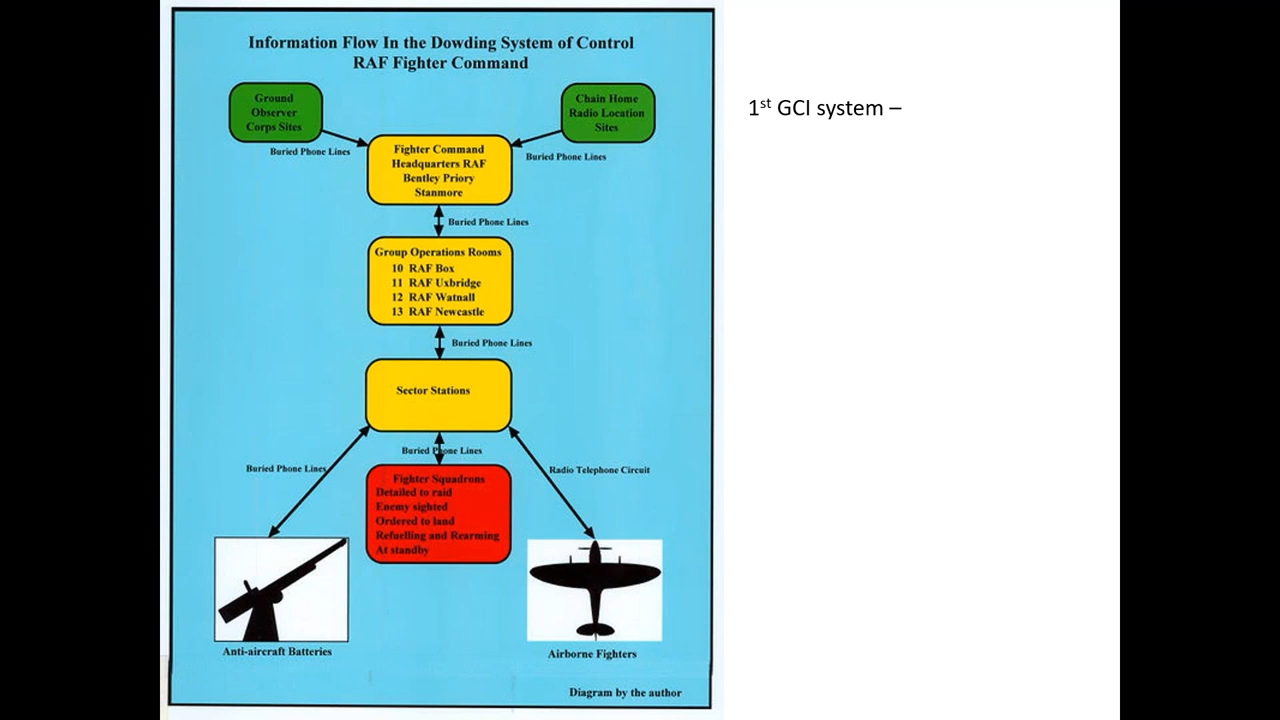 Information Flow In the Dowding System of Control
RAF Fighter Command
Ground
Observer
Corps Sites
Chain Home
Radio Location
Sites
Buried Phone Lines
Buried Phone Lines
Fighter Command
Headquarters RAF
Bentley Priory
Stanmore
Buried Phone Lines
Group Operations Rooms
10 RAF Box
11 RAF Uxbridge
12 RAF Watnall
13 RAF Newcastle
Buried Phone Lines
Sector Stations
Buried Phone Lines
Buried Phone Lines
Radio Telephone Circuit
Fighter Squadrons
Detailed to raid
Enemy sighted
Ordered to land
Refuelling and Rearming
At standby
Anti-aircraft Batteries
Airborne Fighters
Diagram by the author
1st GCI system –